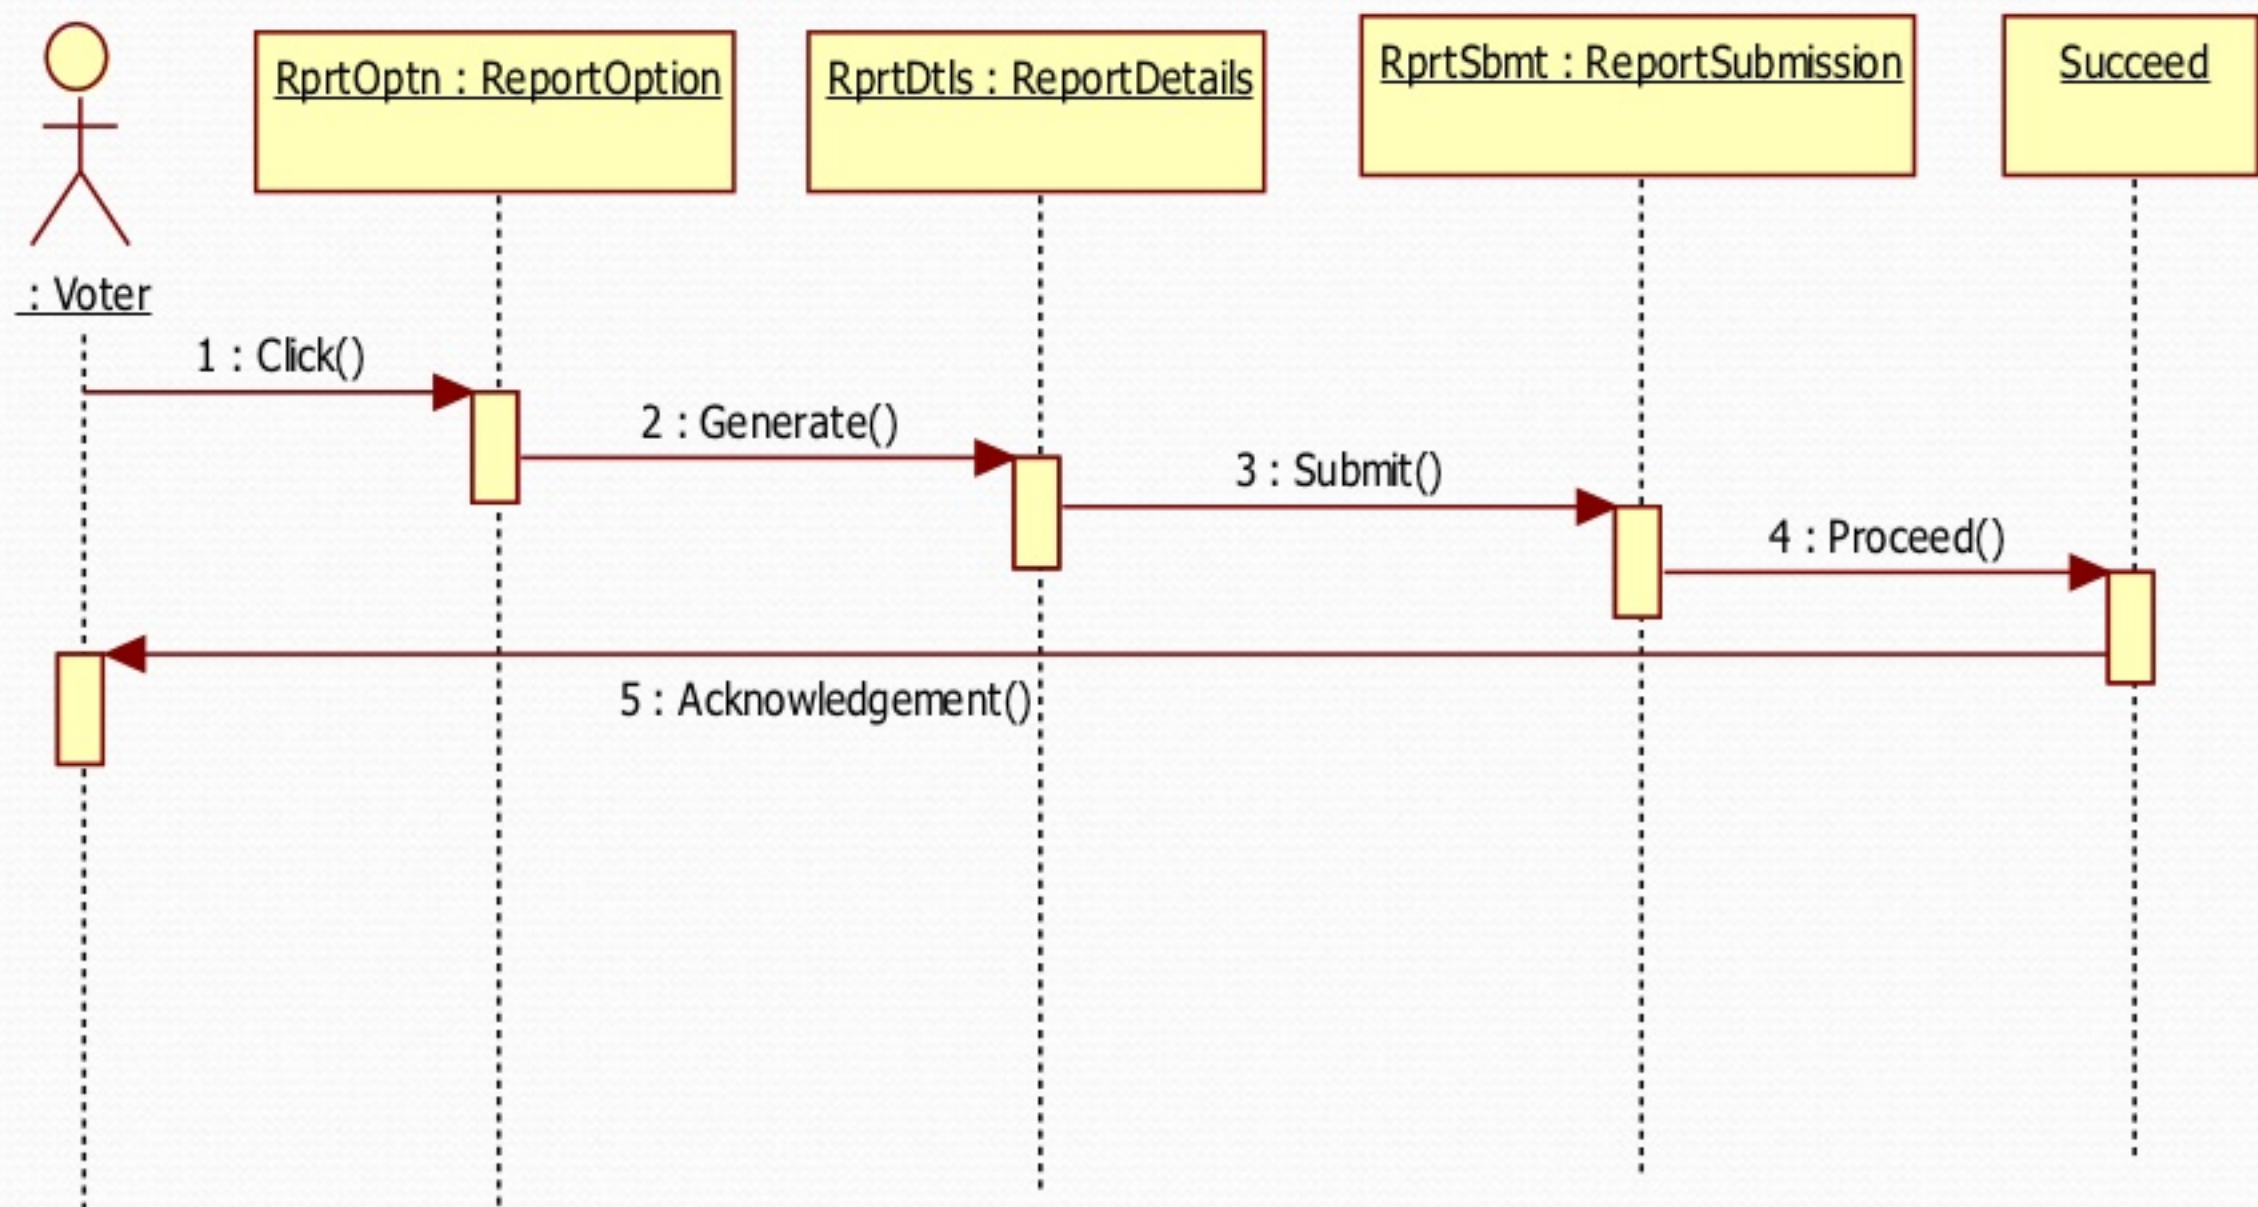 RprtOptn : ReportOption
RprtDtls : ReportDetails
RprtSbmt : ReportSubmission
Succeed
: Voter
1 : Click()
2 : Generate()
3 : Submit()
4 : Proceed()
5 : Acknowledgement()